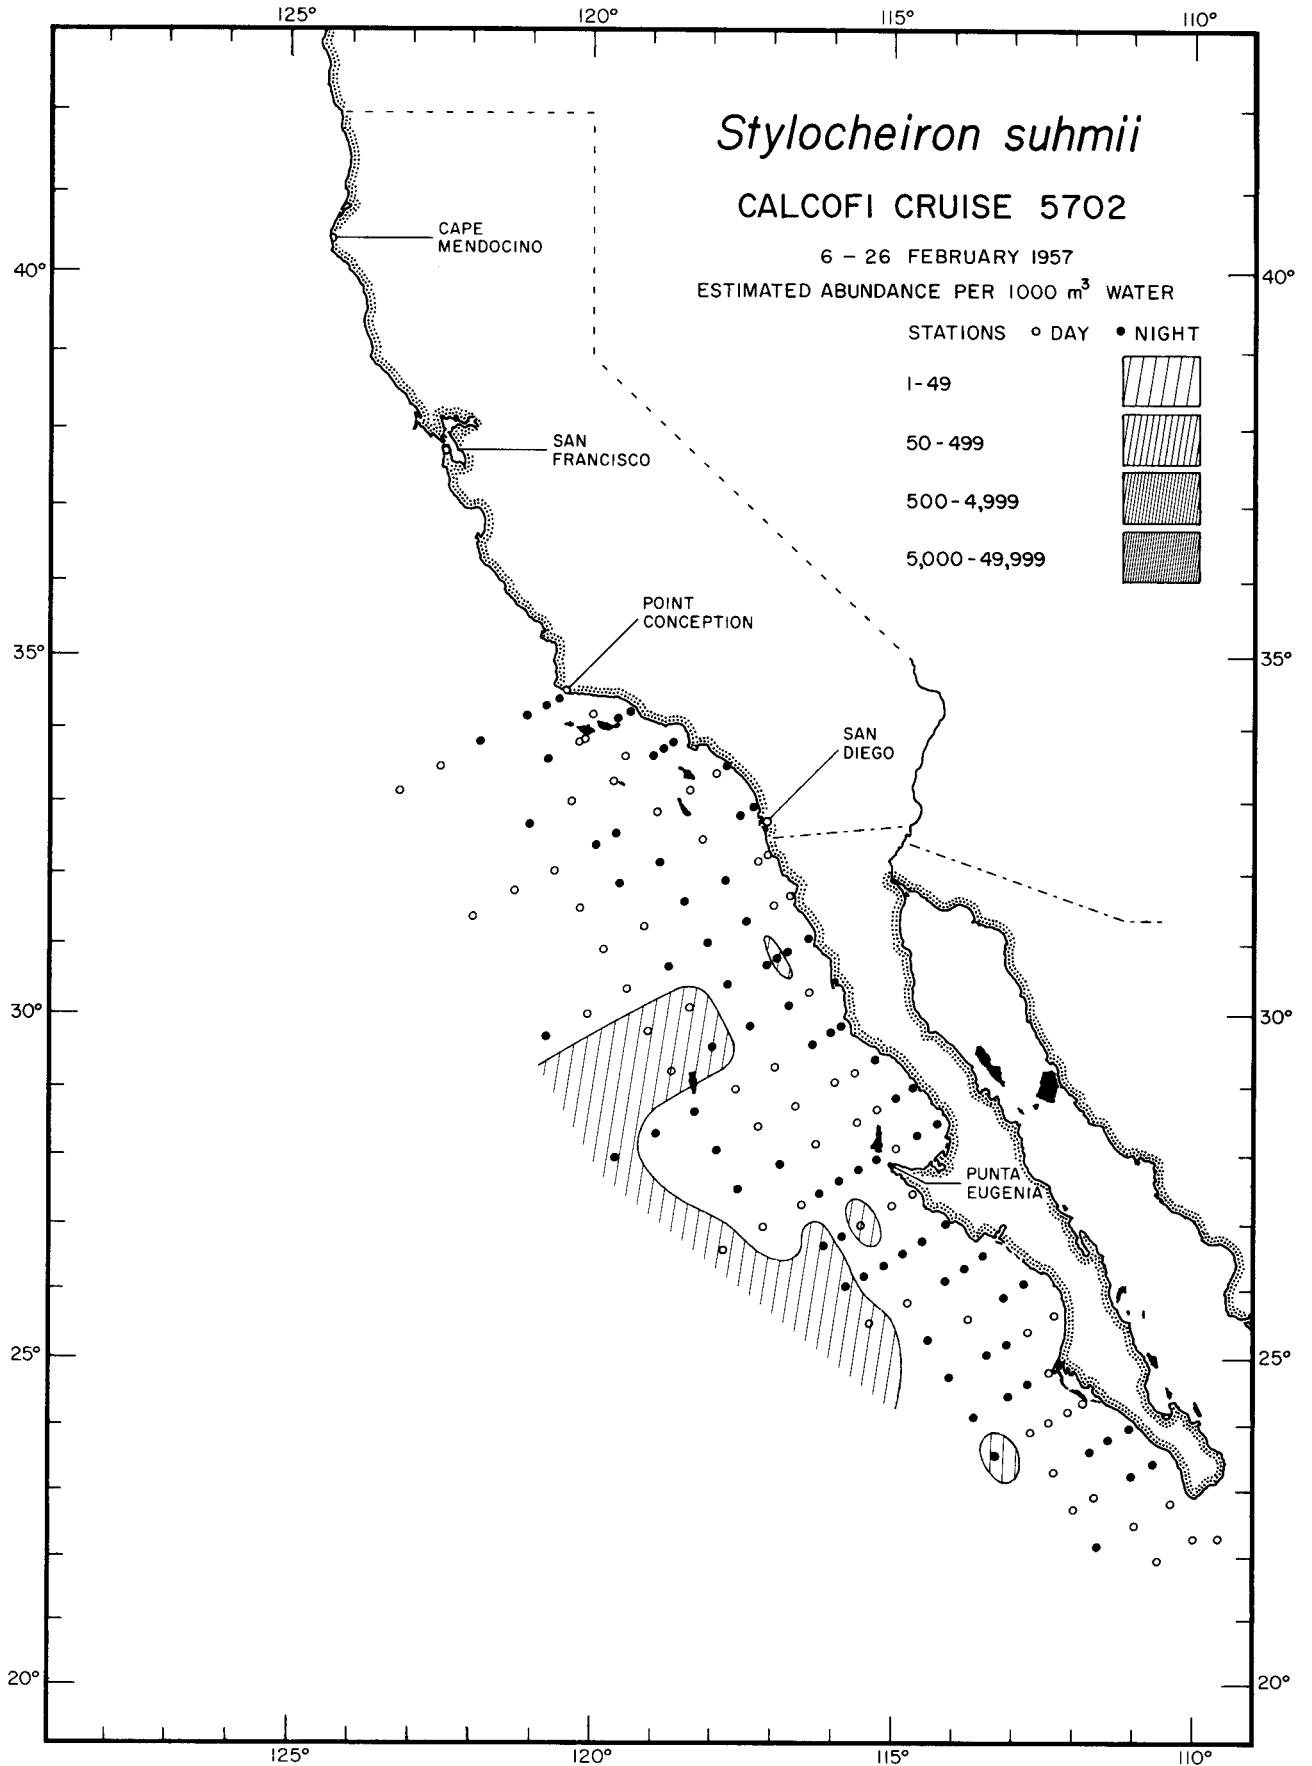 125° 120° 115° 110°
Stylocheiron suhmii
CALCOFI CRUISE 5702
6 – 26 FEBRUARY 1957
ESTIMATED ABUNDANCE PER 1000 m³ WATER
STATIONS ○ DAY ● NIGHT
1-49
50-499
500-4,999
5,000-49,999
CAPE
MENDOCINO
40° 40°
SAN
FRANCISCO
POINT
CONCEPTION
35° 35°
SAN
DIEGO
30° 30°
PUNTA
EUGENIA
25° 25°
20° 20°
125° 120° 115° 110°